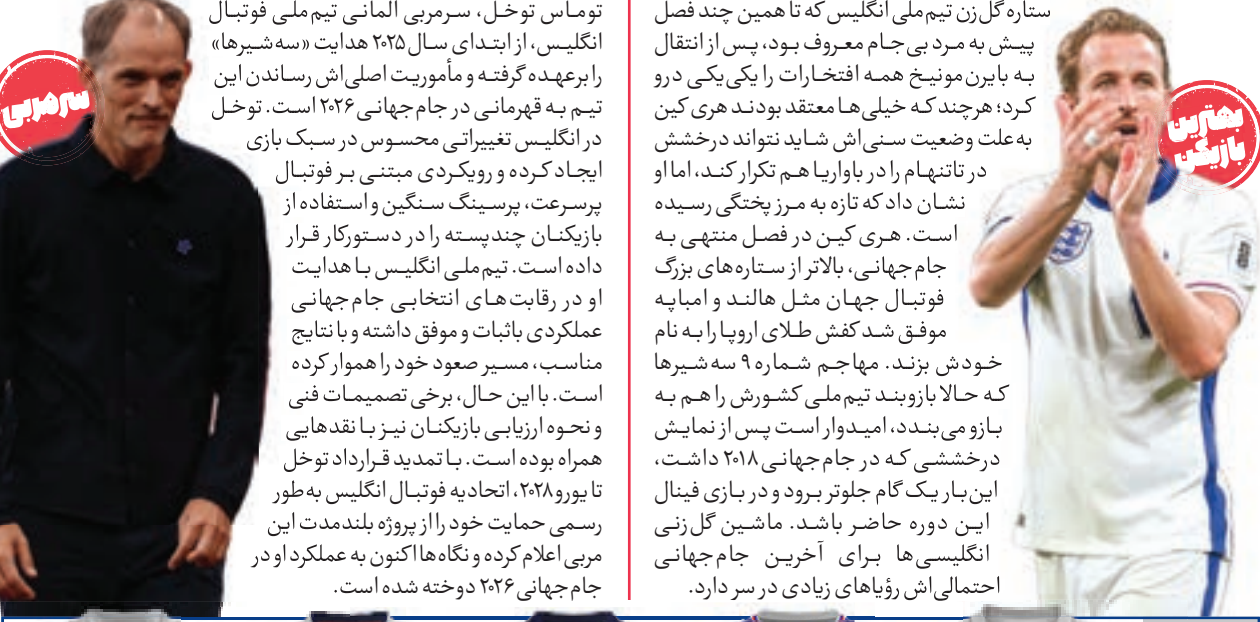 بهترین
بازیکن
ستاره گل‌زن تیم‌ملی انگلیس که تا همین چند فصل
پیش به مرد بی‌جام معروف بود، پس از انتقال
به بایرن‌مونیخ همه افتخارات را یکی‌یکی درو
کرد؛ هرچند که خیلی‌ها معتقد بودند هری کین
به علت وضعیت سنی‌اش شاید نتواند درخشش
در تاتنهام را در باواریا هم تکرار کند، اما او
نشان داد که تازه به مرز پختگی رسیده
است. هری کین در فصل منتهی به
جام‌جهانی، بالاتر از ستاره‌های بزرگ
فوتبال جهان مثل هالند و امباپه
موفق شد کفش طلای اروپا را به نام
خودش بزند. مهاجم شماره ۹ سه‌شیرها
که حالا بازوبند تیم‌ملی کشورش را هم به
بازو می‌بندد، امیدوار است پس از نمایش
درخششی که در جام‌جهانی ۲۰۱۸ داشت،
این‌بار یک گام جلوتر برود و در بازی فینال
این دوره حاضر باشد. ماشین گل‌زنی
انگلیسی‌ها برای آخرین جام‌جهانی
احتمالی‌اش رؤیاهای زیادی در سر دارد.
سرمربی
توماس توخل، سرمربی آلمانی تیم‌ملی فوتبال
انگلیس، از ابتدای سال ۲۰۲۵ هدایت «سه‌شیرها»
را برعهده گرفته و مأموریت اصلی‌اش رساندن این
تیم به قهرمانی در جام‌جهانی ۲۰۲۶ است. توخل
در انگلیس تغییراتی محسوس در سبک بازی
ایجاد کرده و رویکردی مبتنی بر فوتبال
پرسرعت، پرسینگ سنگین و استفاده از
بازیکنان چندپسته را در دستورکار قرار
داده است. تیم‌ملی انگلیس با هدایت
او در رقابت‌های انتخابی جام‌جهانی
عملکردی باثبات و موفق داشته و با نتایج
مناسب، مسیر صعود خود را هموار کرده
است. با این حال، برخی تصمیمات فنی
و نحوه ارزیابی بازیکنان نیز با نقدهایی
همراه بوده است. با تمدید قرارداد توخل
تا یورو ۲۰۲۸، اتحادیه فوتبال انگلیس به‌طور
رسمی حمایت خود را از پروژه بلندمدت این
مربی اعلام کرده و نگاه‌ها اکنون به عملکرد او در
جام‌جهانی ۲۰۲۶ دوخته شده است.